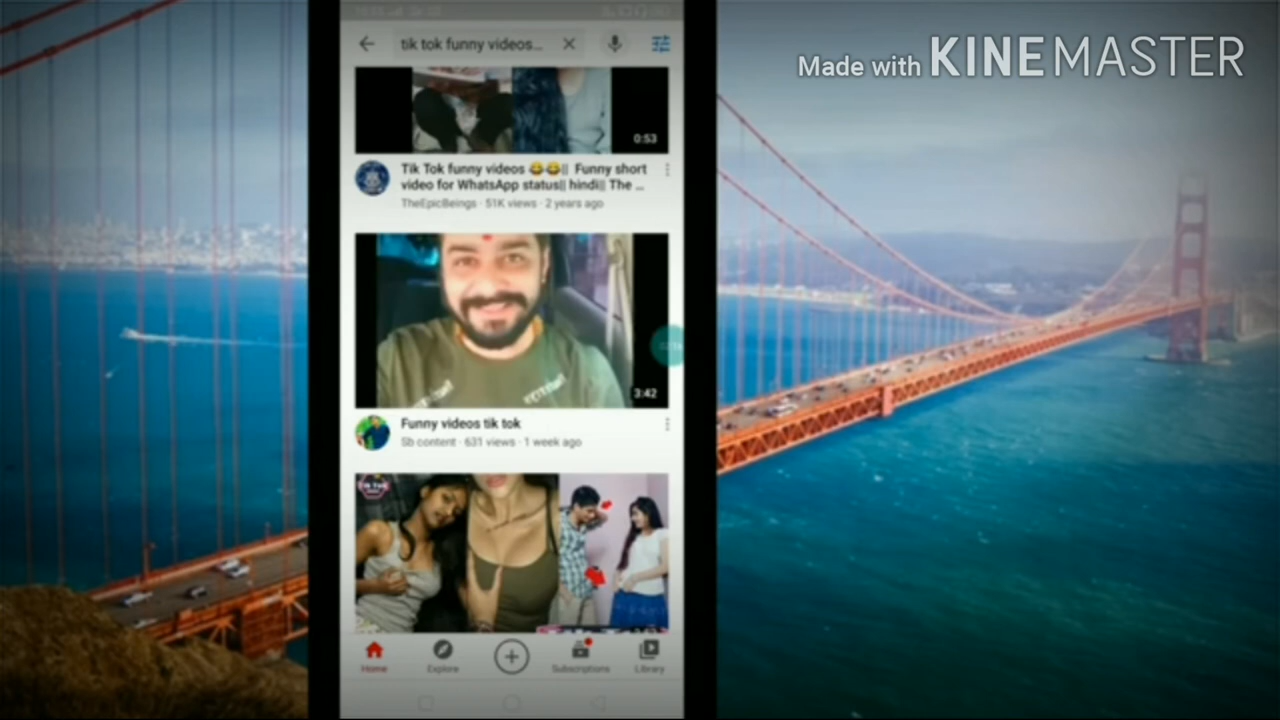 Made with KINEMASTER
tik tok funny videos...
0:53
Tik Tok funny videos 😂😂|| Funny short
video for WhatsApp status|| hindi|| The ...
TheEpicBeings · 51K views · 2 years ago
3:42
Funny videos tik tok
Sb content · 631 views · 1 week ago
Home
Explore
Subscriptions
Library